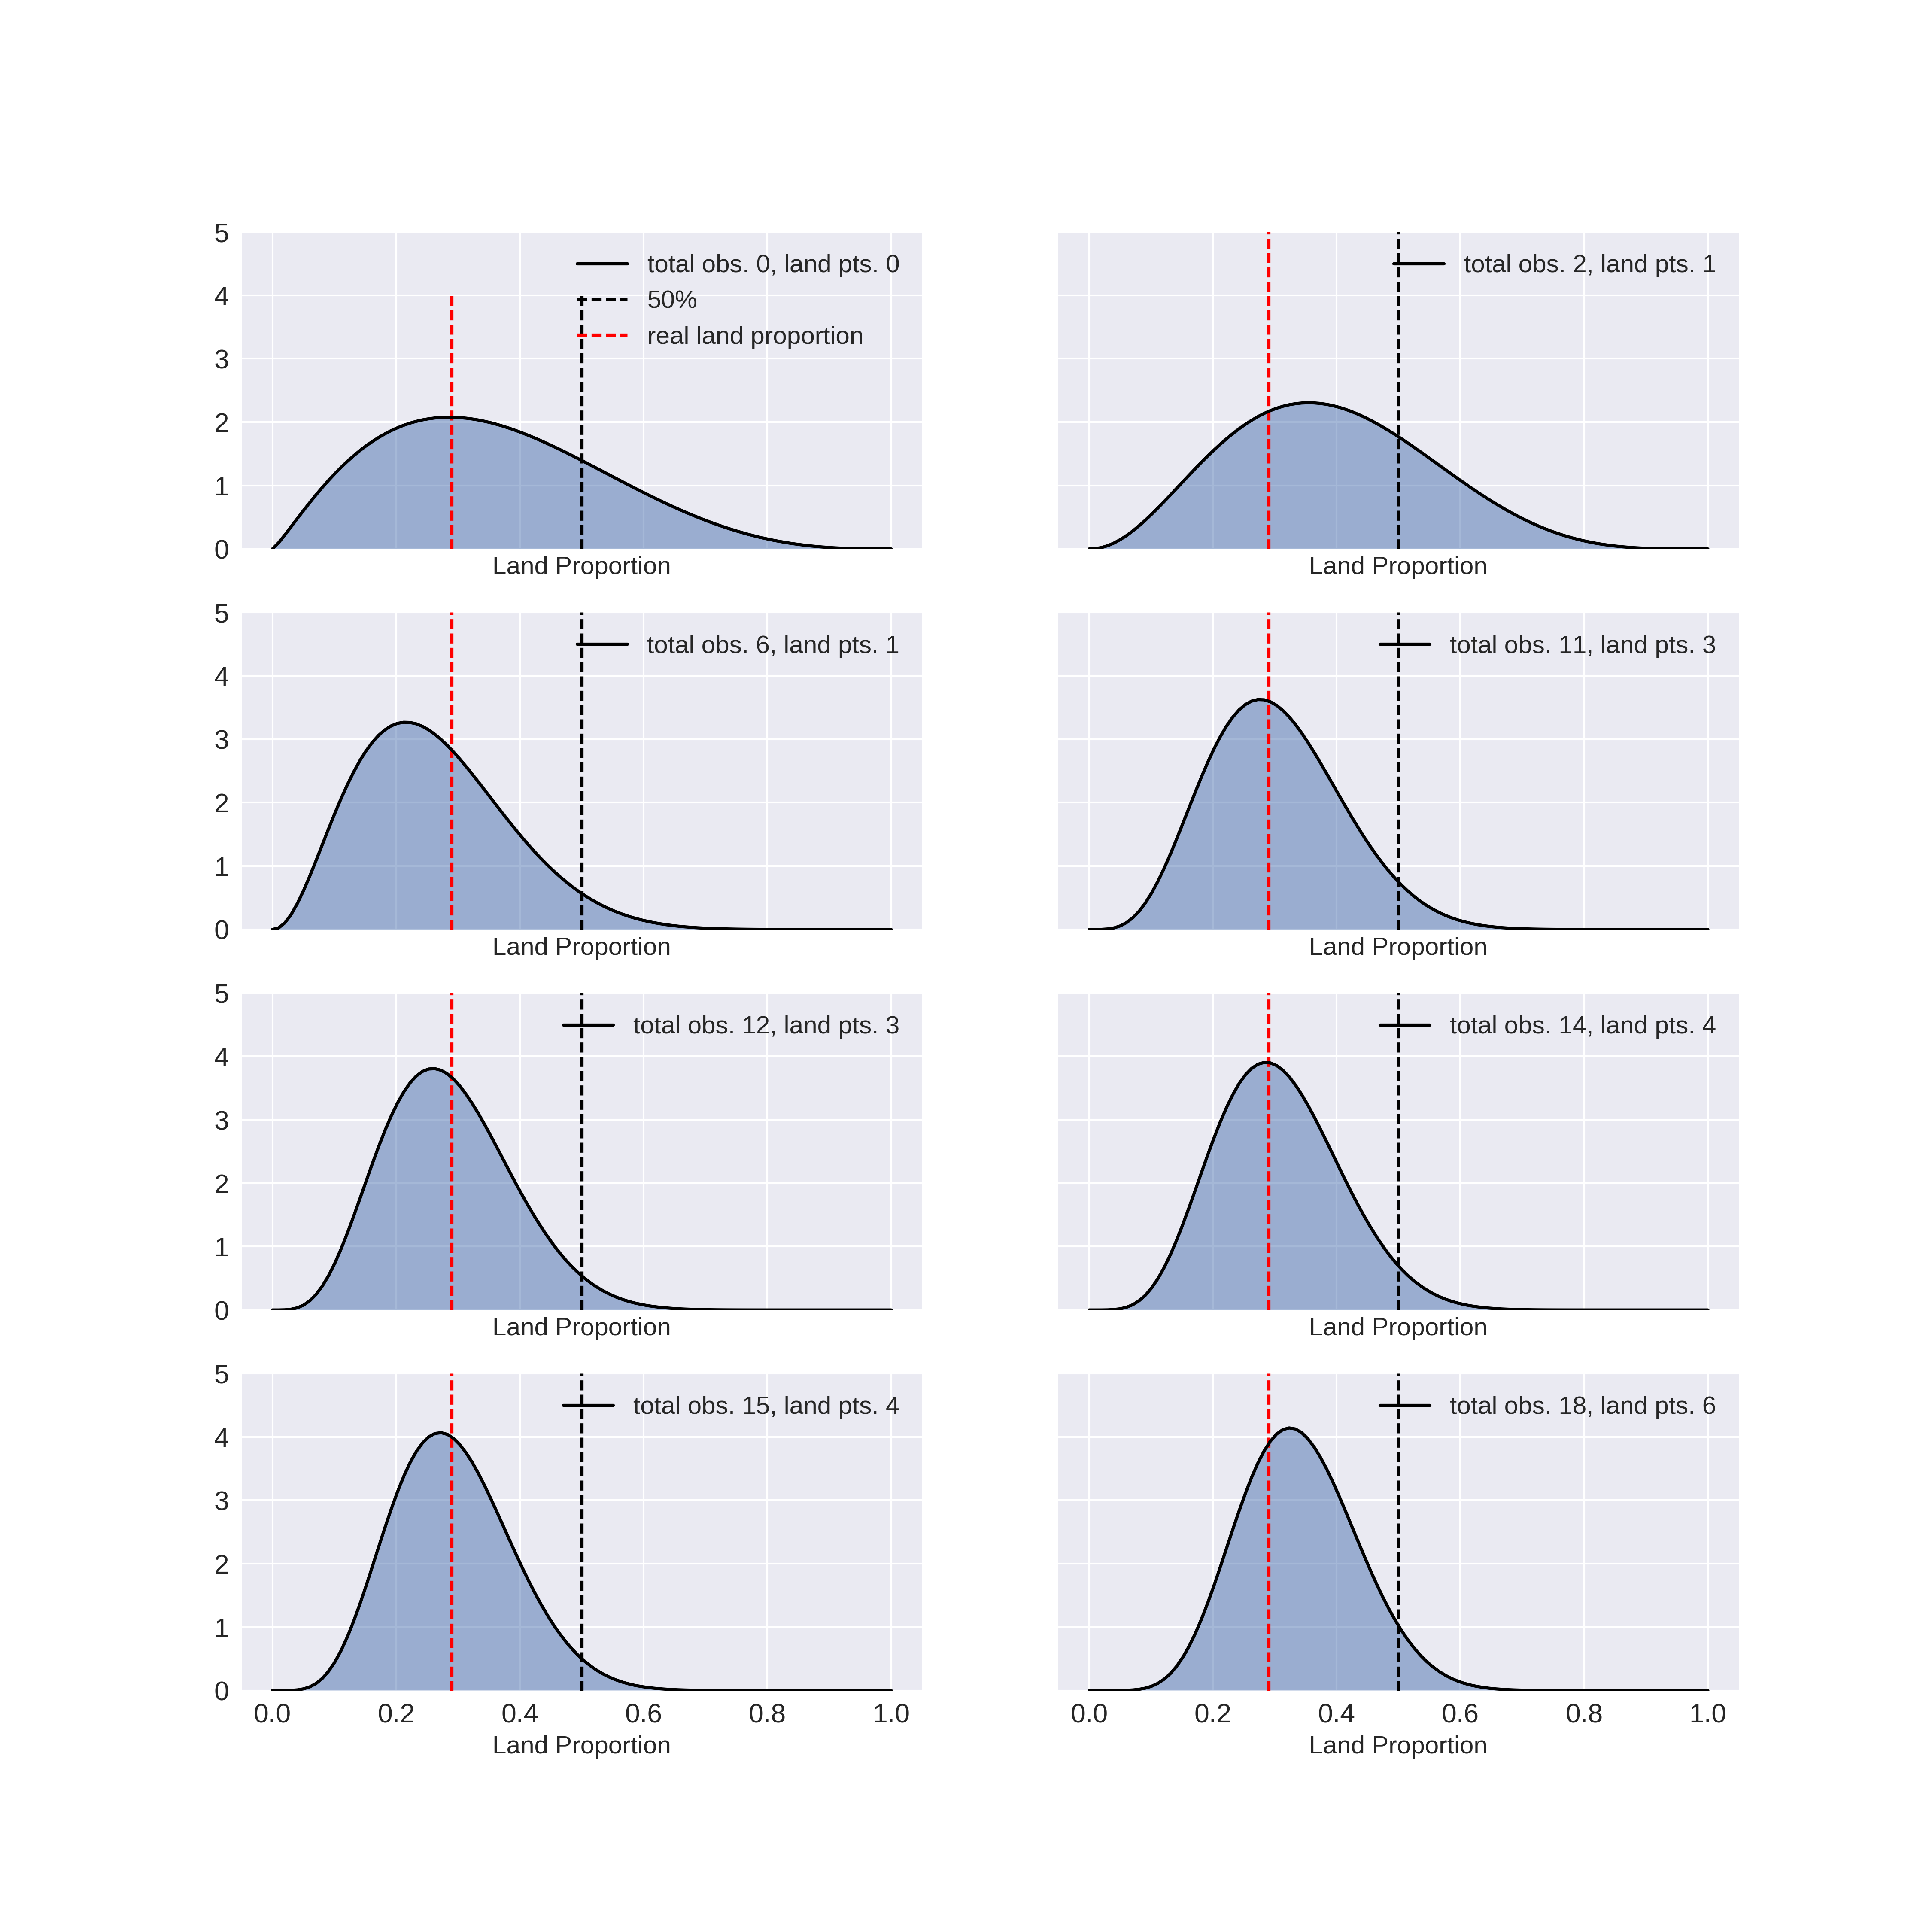 5
4
3
2
1
0
total obs. 0, land pts. 0
50%
real land proportion
Land Proportion
total obs. 2, land pts. 1
Land Proportion
5
4
3
2
1
0
total obs. 6, land pts. 1
Land Proportion
total obs. 11, land pts. 3
Land Proportion
5
4
3
2
1
0
total obs. 12, land pts. 3
Land Proportion
total obs. 14, land pts. 4
Land Proportion
5
4
3
2
1
0
total obs. 15, land pts. 4
0.0 0.2 0.4 0.6 0.8 1.0
Land Proportion
total obs. 18, land pts. 6
0.0 0.2 0.4 0.6 0.8 1.0
Land Proportion